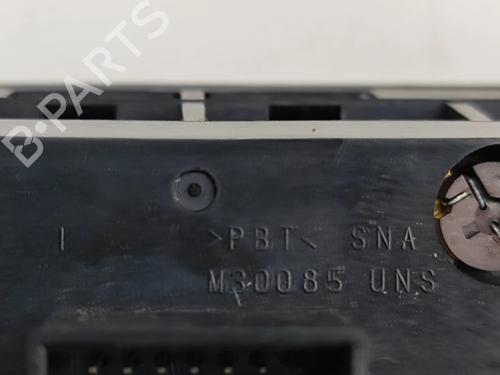 B-PARTS
I >PBT< SNA
M30085 UNS